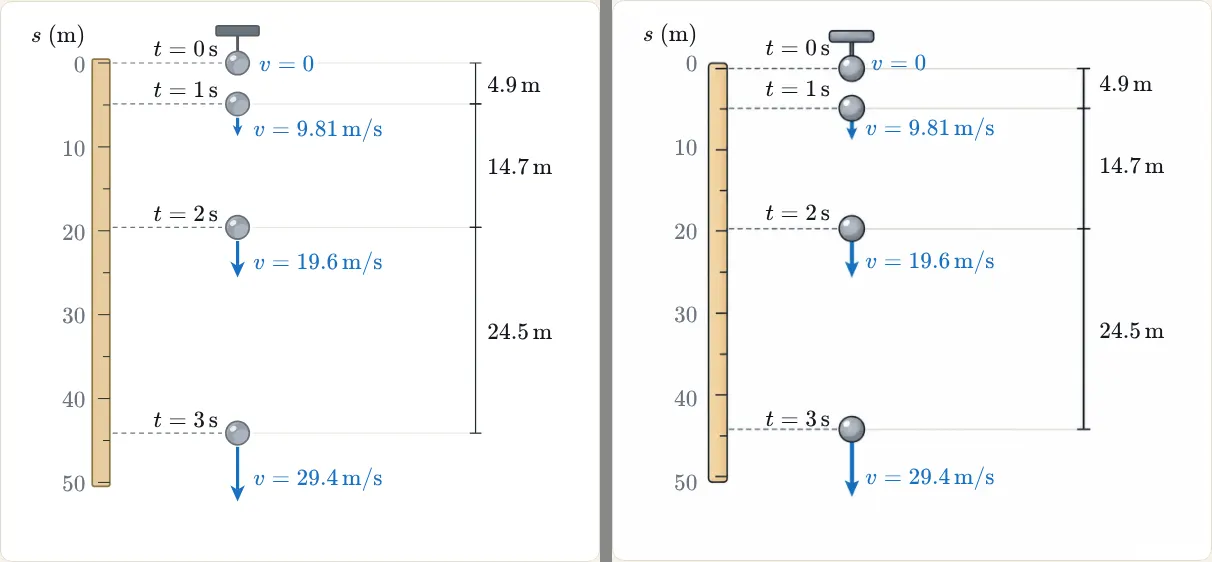 s (m)
t = 0 s
0
v = 0
t = 1 s
4.9 m
v = 9.81 m/s
10
14.7 m
t = 2 s
20
v = 19.6 m/s
30
24.5 m
40
t = 3 s
50
v = 29.4 m/s
s (m)
t = 0 s
0
v = 0
t = 1 s
4.9 m
v = 9.81 m/s
10
14.7 m
t = 2 s
20
v = 19.6 m/s
30
24.5 m
40
t = 3 s
50
v = 29.4 m/s